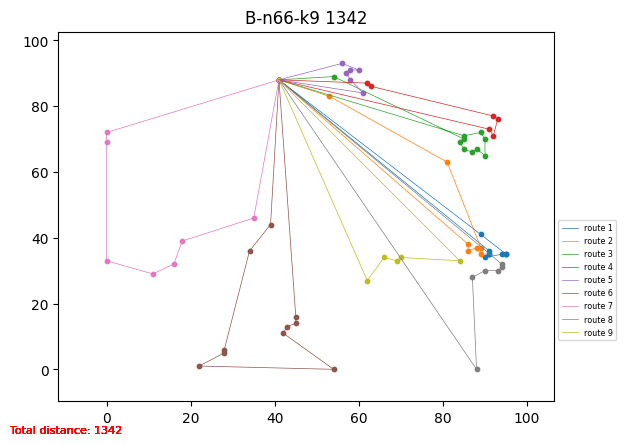 B-n66-k9 1342
100
80
60
40
20
0
0 20 40 60 80 100
route 1
route 2
route 3
route 4
route 5
route 6
route 7
route 8
route 9
Total distance: 1342